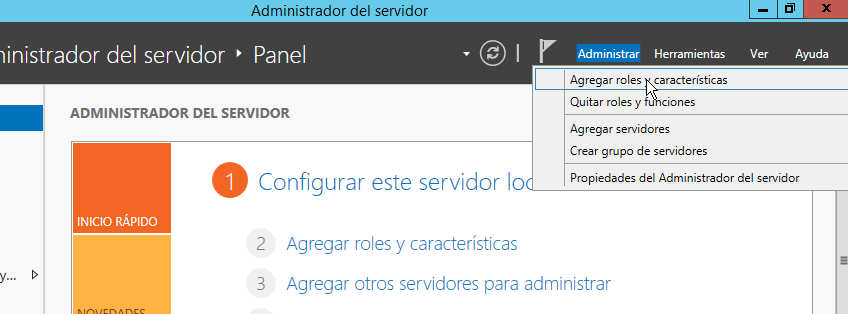 Administrador del servidor
ninistrador del servidor ‣ Panel
Administrar Herramientas Ver Ayuda
Agregar roles y características
Quitar roles y funciones
Agregar servidores
Crear grupo de servidores
Propiedades del Administrador del servidor
ADMINISTRADOR DEL SERVIDOR
INICIO RÁPIDO
1 Configurar este servidor loc
2 Agregar roles y características
3 Agregar otros servidores para administrar
y...
NOVEDADES